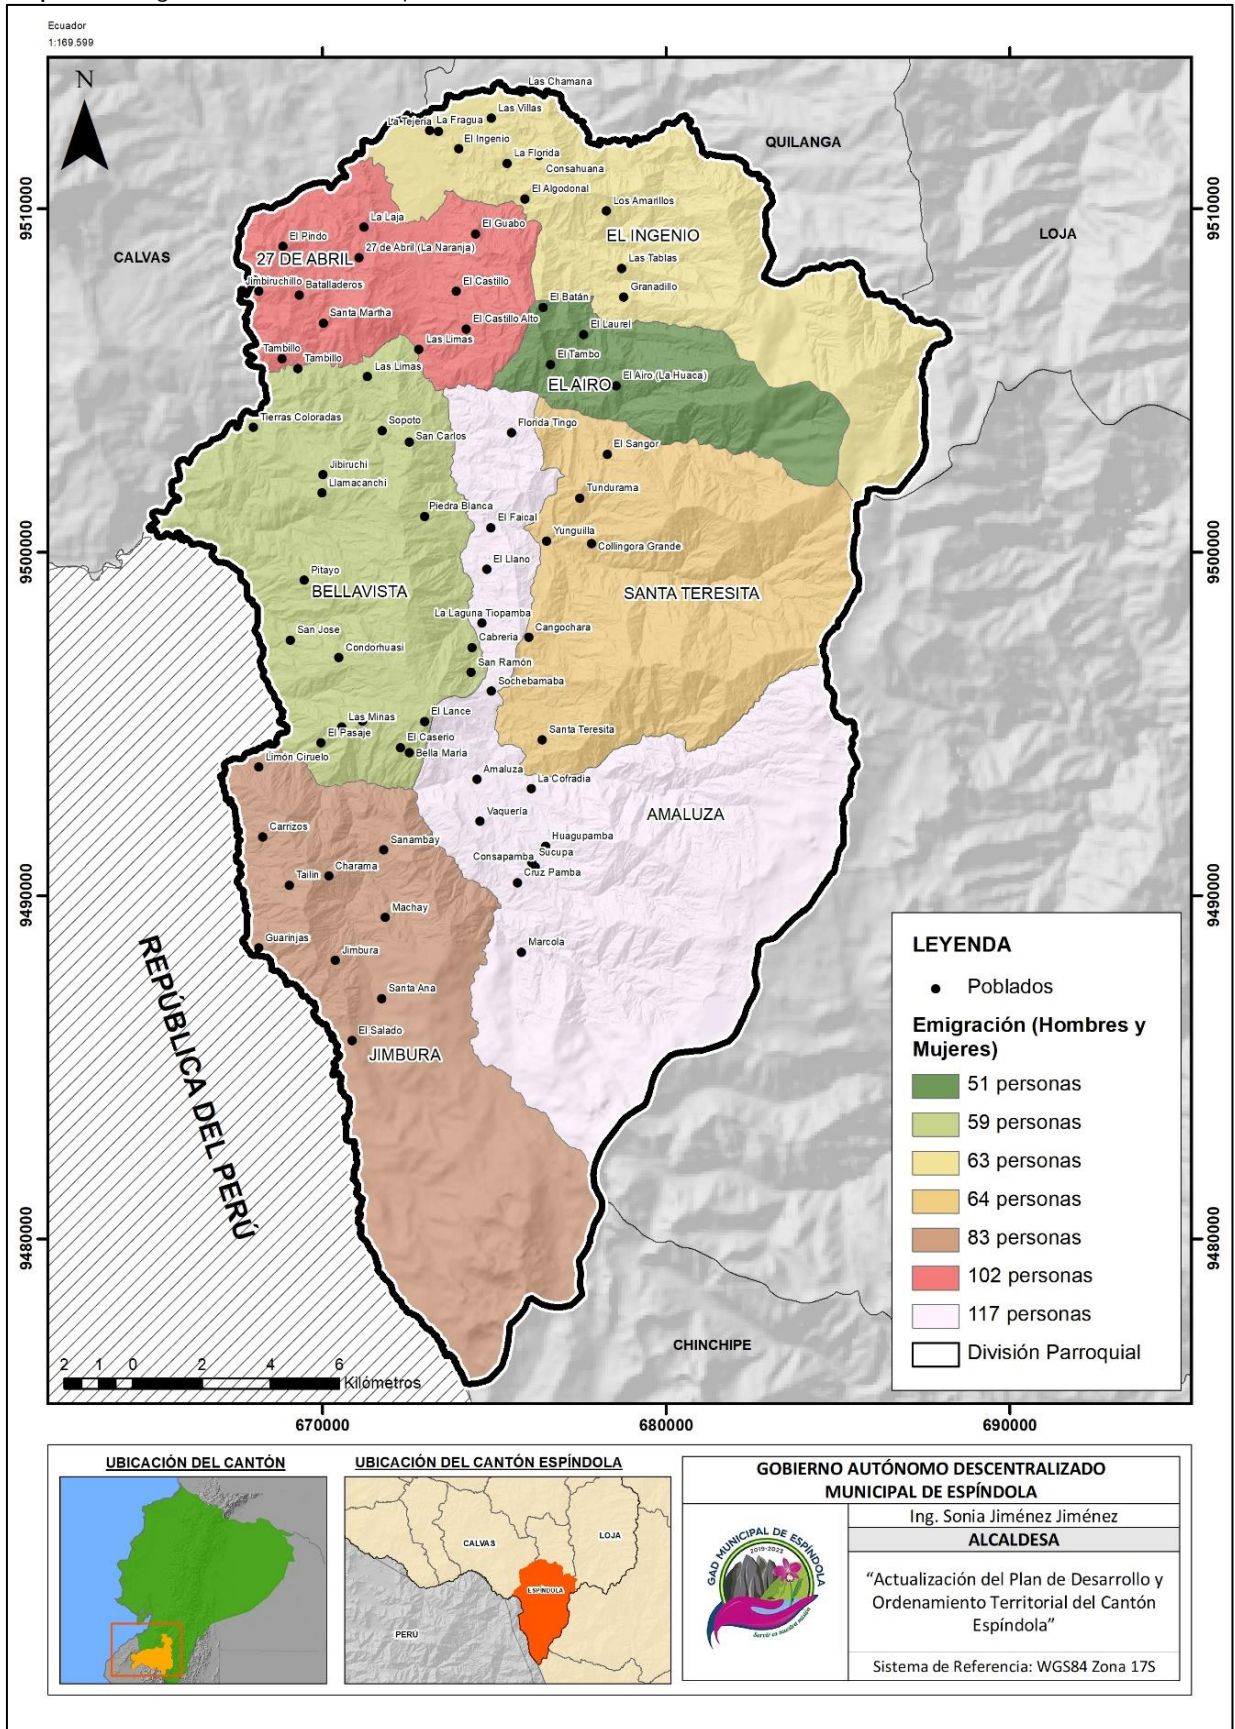 Ecuador
1:169.599
N
Las Chamana
Las Villas
La Tejeria
La Fragua
El Ingenio
La Florida
Consahuana
QUILANGA
El Algodonal
Los Amarillos
9510000
9510000
La Laja
El Guabo
EL INGENIO
LOJA
El Pindo
27 de Abril (La Naranja)
CALVAS
27 DE ABRIL
Las Tablas
Jimbiruchillo
Batalladeros
El Castillo
Granadillo
El Batán
Santa Martha
El Castillo Alto
El Laurel
Las Limas
Tambillo
Tambillo
El Tambo
Las Limas
El Airo (La Huaca)
EL AIRO
Tierras Coloradas
Sopoto
Florida Tingo
San Carlos
El Sangor
Jibiruchi
Llamacanchi
Tundurama
Piedra Blanca
El Faical
Yunguilla
Collingora Grande
9500000
9500000
El Llano
Pitayo
BELLAVISTA
SANTA TERESITA
La Laguna Tiopamba
San Jose
Cangochara
Cabreria
Condorhuasi
San Ramón
Sochebamaba
Las Minas
El Lance
El Pasaje
Santa Teresita
El Caserio
Bella Maria
Limón Ciruelo
Amaluza
La Cofradia
Vaquería
AMALUZA
Carrizos
Sanambay
Huagupamba
Sucupa
Consapamba
Charama
Tailin
Cruz Pamba
9490000
9490000
Machay
Guarinjas
Jimbura
Marcola
Santa Ana
El Salado
JIMBURA
REPÚBLICA DEL PERÚ
9480000
9480000
CHINCHIPE
LEYENDA
Poblados
Emigración (Hombres y
Mujeres)
51 personas
59 personas
63 personas
64 personas
83 personas
102 personas
117 personas
División Parroquial
2 1 0 2 4 6
Kilómetros
670000
680000
690000
UBICACIÓN DEL CANTÓN
UBICACIÓN DEL CANTÓN ESPÍNDOLA
CALVAS
LOJA
ESPÍNDOLA
PERÚ
GOBIERNO AUTÓNOMO DESCENTRALIZADO
MUNICIPAL DE ESPÍNDOLA
Ing. Sonia Jiménez Jiménez
ALCALDESA
GAD MUNICIPAL DE ESPÍNDOLA
2019-2023
Servir es nuestra misión
“Actualización del Plan de Desarrollo y
Ordenamiento Territorial del Cantón
Espíndola”
Sistema de Referencia: WGS84 Zona 17S